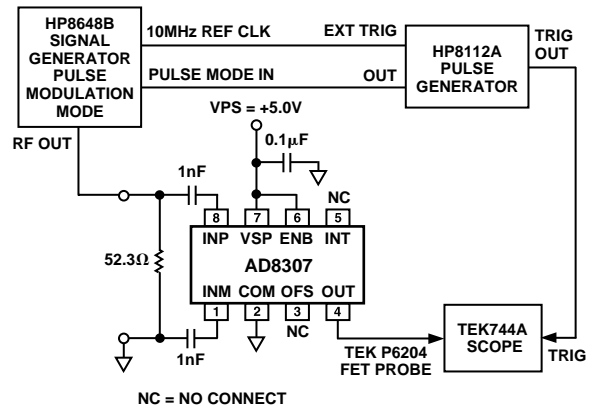 HP8648B
SIGNAL
GENERATOR
PULSE
MODULATION
MODE
10MHz REF CLK
EXT TRIG
PULSE MODE IN
OUT
HP8112A
PULSE
GENERATOR
TRIG
OUT
RF OUT
VPS = +5.0V
0.1μF
1nF
NC
8
7
6
5
INP
VSP
ENB
INT
52.3Ω
AD8307
INM
COM
OFS
OUT
1
2
3
4
NC
1nF
TEK P6204
FET PROBE
TEK744A
SCOPE
TRIG
NC = NO CONNECT